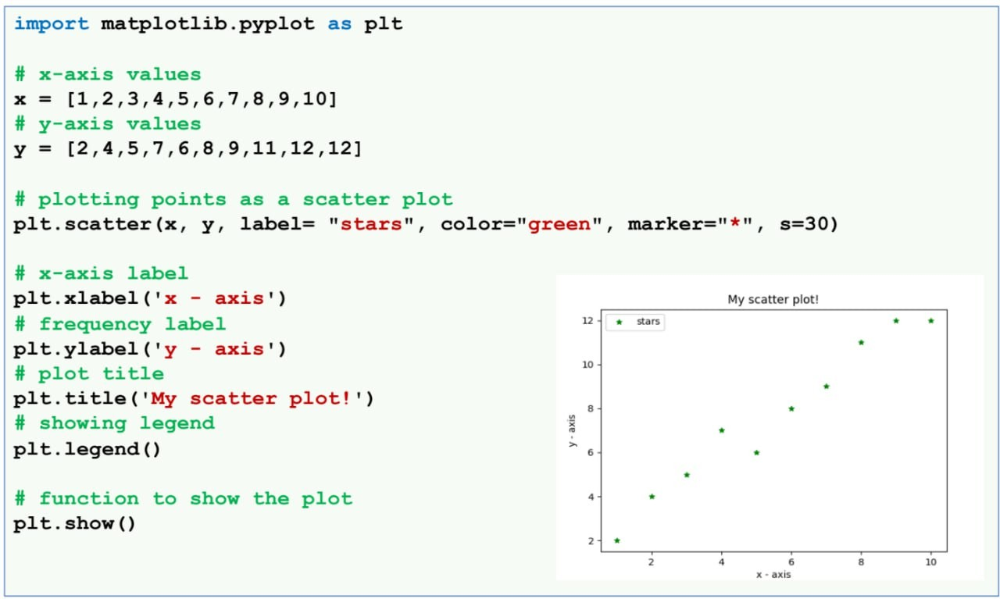 import matplotlib.pyplot as plt
# x-axis values
x = [1,2,3,4,5,6,7,8,9,10]
# y-axis values
y = [2,4,5,7,6,8,9,11,12,12]
# plotting points as a scatter plot
plt.scatter(x, y, label= "stars", color="green", marker="*", s=30)
# x-axis label
plt.xlabel('x - axis')
# frequency label
plt.ylabel('y - axis')
# plot title
plt.title('My scatter plot!')
# showing legend
plt.legend()
# function to show the plot
plt.show()
My scatter plot!
stars
12
10
8
6
4
2
y - axis
2 4 6 8 10
x - axis